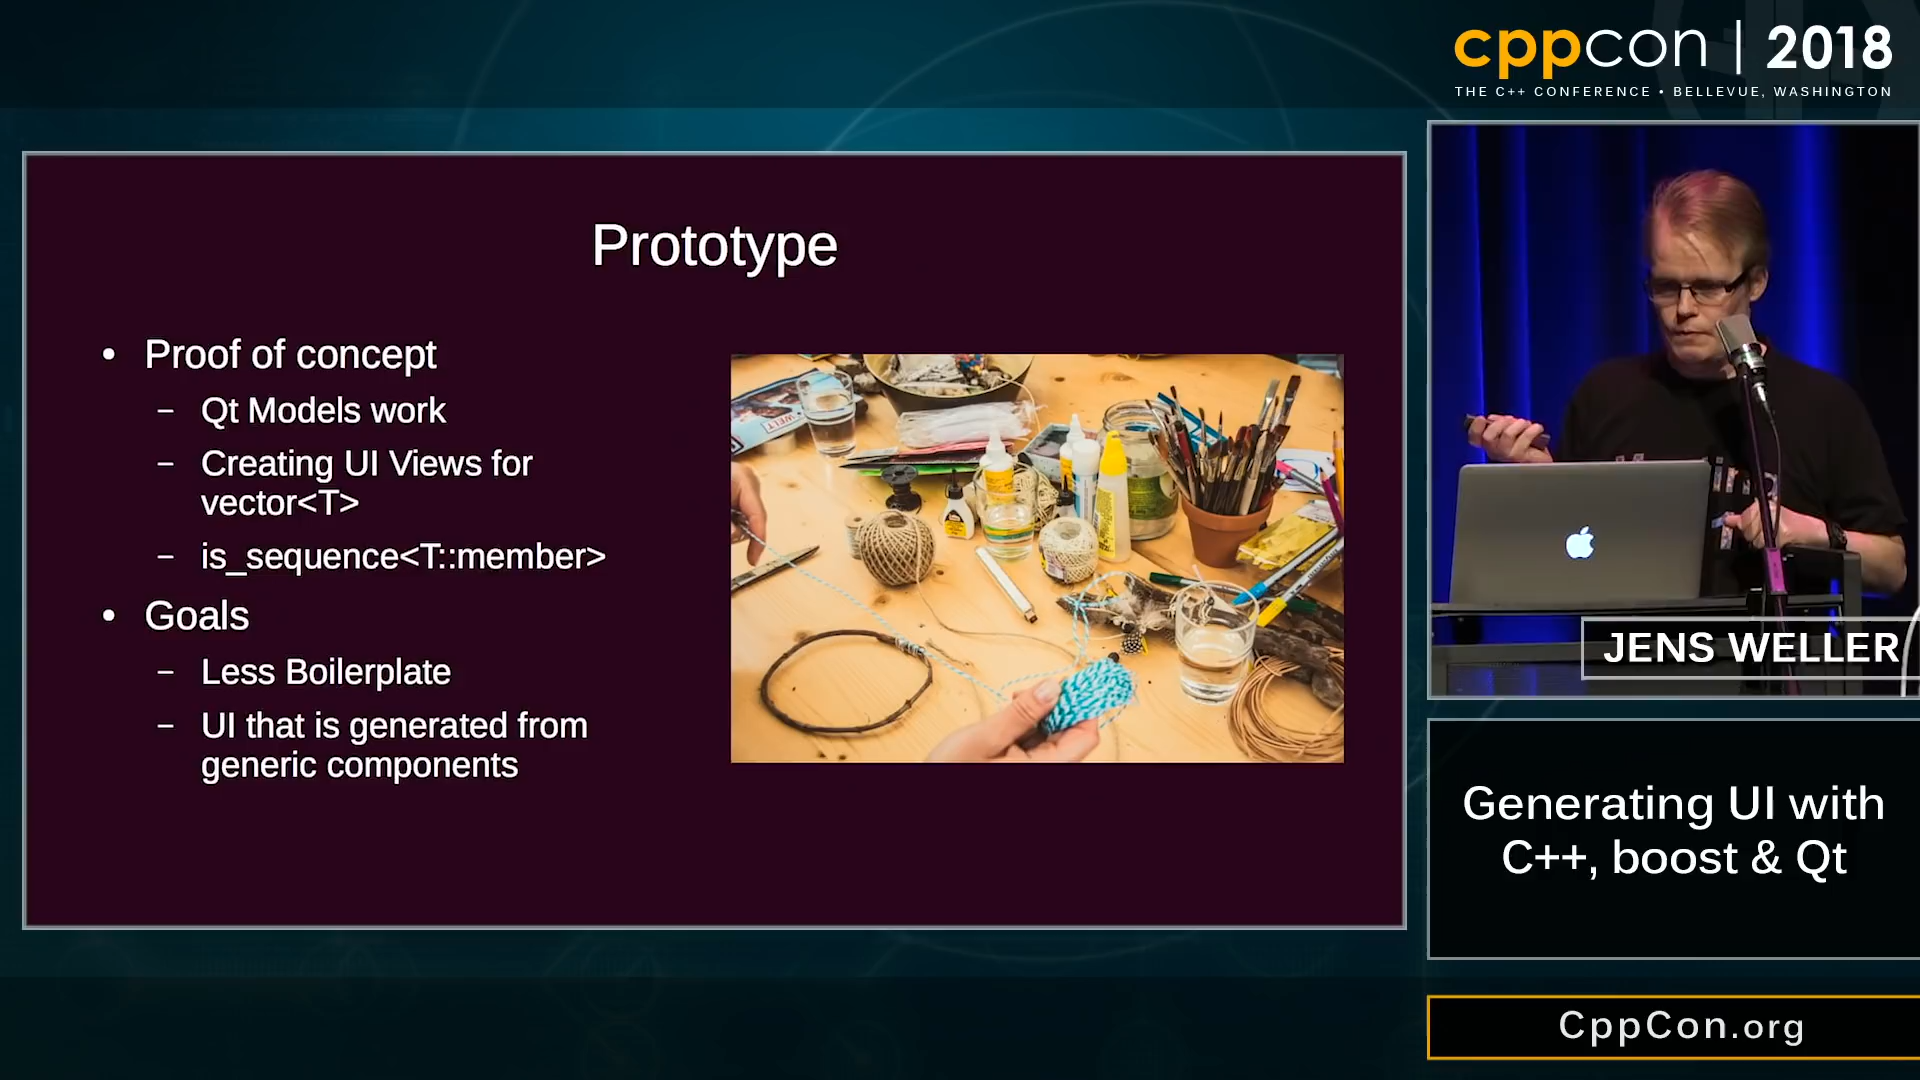 cppcon | 2018
THE C++ CONFERENCE • BELLEVUE, WASHINGTON
Prototype
• Proof of concept
– Qt Models work
– Creating UI Views for
vector<T>
– is_sequence<T::member>
• Goals
– Less Boilerplate
– UI that is generated from
generic components
WELT
JENS WELLER
Generating UI with
C++, boost & Qt
CppCon.org